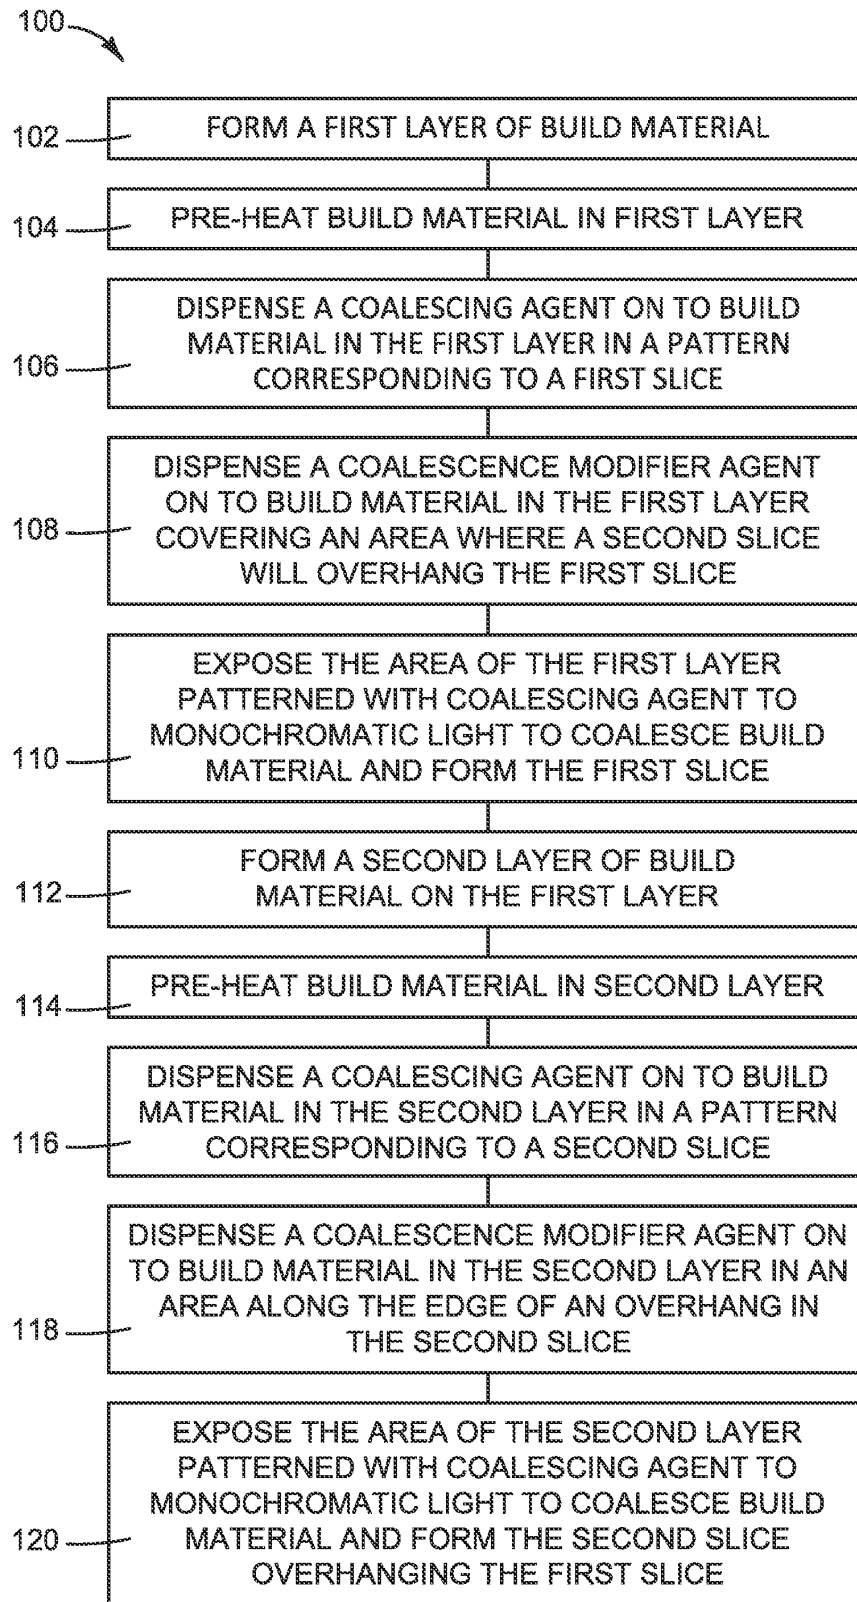 100
102
FORM A FIRST LAYER OF BUILD MATERIAL
104
PRE-HEAT BUILD MATERIAL IN FIRST LAYER
106
DISPENSE A COALESCING AGENT ON TO BUILD
MATERIAL IN THE FIRST LAYER IN A PATTERN
CORRESPONDING TO A FIRST SLICE
108
DISPENSE A COALESCENCE MODIFIER AGENT
ON TO BUILD MATERIAL IN THE FIRST LAYER
COVERING AN AREA WHERE A SECOND SLICE
WILL OVERHANG THE FIRST SLICE
110
EXPOSE THE AREA OF THE FIRST LAYER
PATTERNED WITH COALESCING AGENT TO
MONOCHROMATIC LIGHT TO COALESCE BUILD
MATERIAL AND FORM THE FIRST SLICE
112
FORM A SECOND LAYER OF BUILD
MATERIAL ON THE FIRST LAYER
114
PRE-HEAT BUILD MATERIAL IN SECOND LAYER
116
DISPENSE A COALESCING AGENT ON TO BUILD
MATERIAL IN THE SECOND LAYER IN A PATTERN
CORRESPONDING TO A SECOND SLICE
118
DISPENSE A COALESCENCE MODIFIER AGENT ON
TO BUILD MATERIAL IN THE SECOND LAYER IN AN
AREA ALONG THE EDGE OF AN OVERHANG IN
THE SECOND SLICE
120
EXPOSE THE AREA OF THE SECOND LAYER
PATTERNED WITH COALESCING AGENT TO
MONOCHROMATIC LIGHT TO COALESCE BUILD
MATERIAL AND FORM THE SECOND SLICE
OVERHANGING THE FIRST SLICE